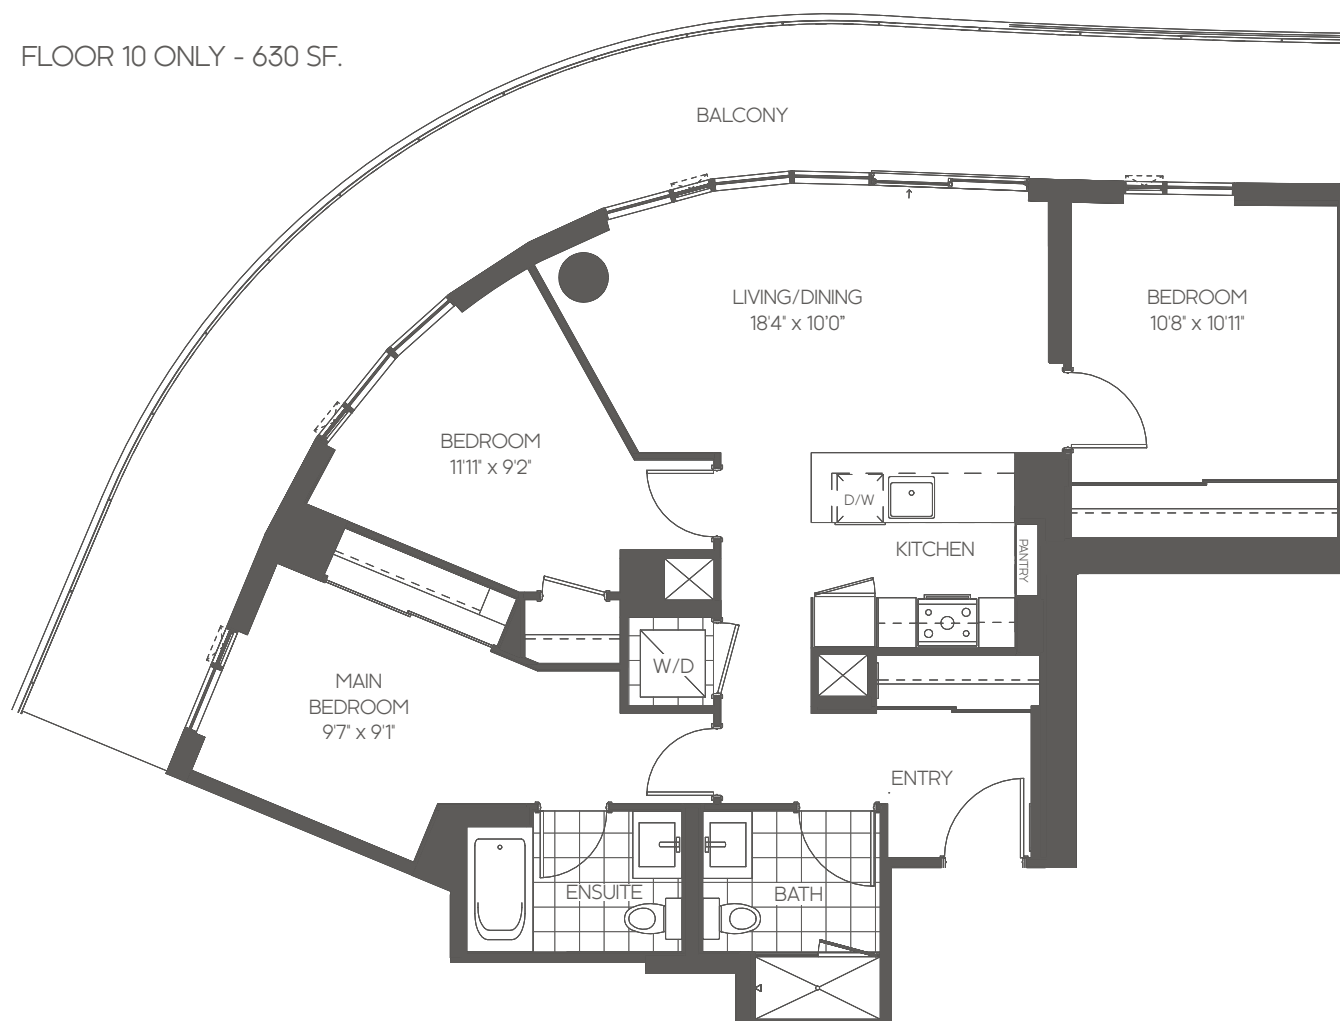 FLOOR 10 ONLY - 630 SF.
BALCONY
LIVING/DINING
18'4" x 10'0"
BEDROOM
10'8" x 10'11"
BEDROOM
11'11" x 9'2"
D/W
KITCHEN
PANTRY
W/D
MAIN
BEDROOM
9'7" x 9'1"
ENTRY
ENSUITE
BATH